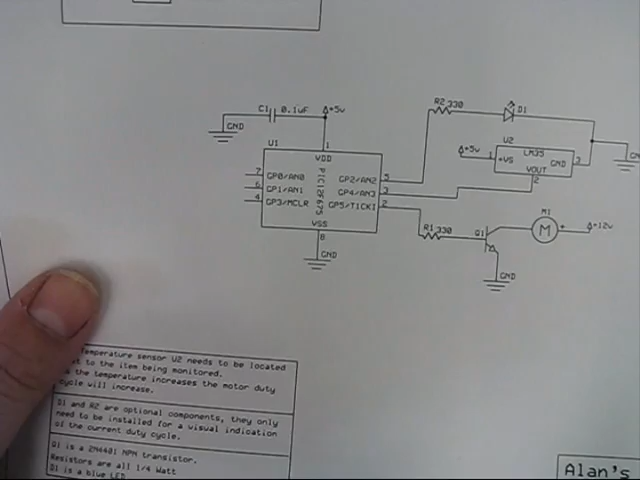 C1 0.1uF +5v
GND
U1
1
VDD
7 GP0/AN0
6 GP1/AN1
4 GP3/MCLR
PIC12F675
GP2/AN2 5
GP4/AN3 3
GP5/T1CKI 2
VSS
8
GND
R2 330
D1
U2
+5v 1 +VS
LM35
GND 3
VOUT
2
GND
R1 330
Q1
M1
M
+
+12v
GND
Temperature sensor U2 needs to be located
to the item being monitored.
the temperature increases the motor duty
cycle will increase.
D1 and R2 are optional components, they only
need to be installed for a visual indication
of the current duty cycle.
Q1 is a 2N4401 NPN transistor.
Resistors are all 1/4 Watt
D1 is a blue LED
Alan's